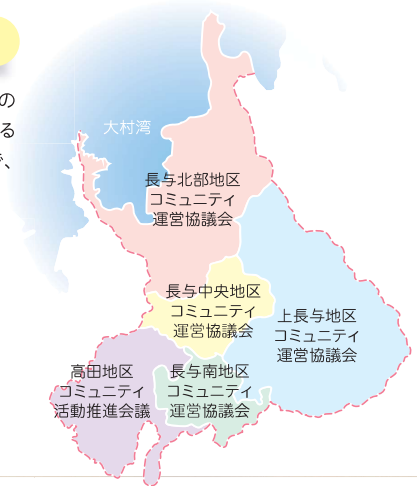 の
る
で、
大村湾
長与北部地区
コミュニティ
運営協議会
長与中央地区
コミュニティ
運営協議会
上長与地区
コミュニティ
運営協議会
高田地区
コミュニティ
活動推進会議
長与南地区
コミュニティ
運営協議会